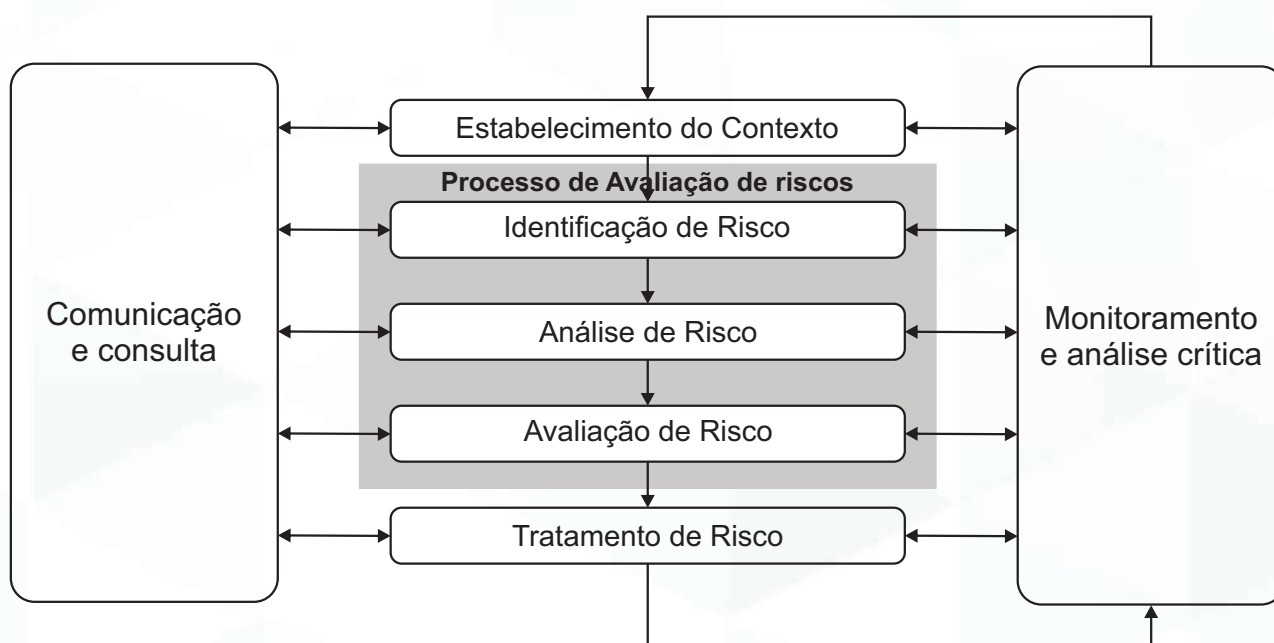 Estabelecimento do Contexto
Processo de Avaliação de riscos
Identificação de Risco
Comunicação
e consulta
Análise de Risco
Monitoramento
e análise crítica
Avaliação de Risco
Tratamento de Risco